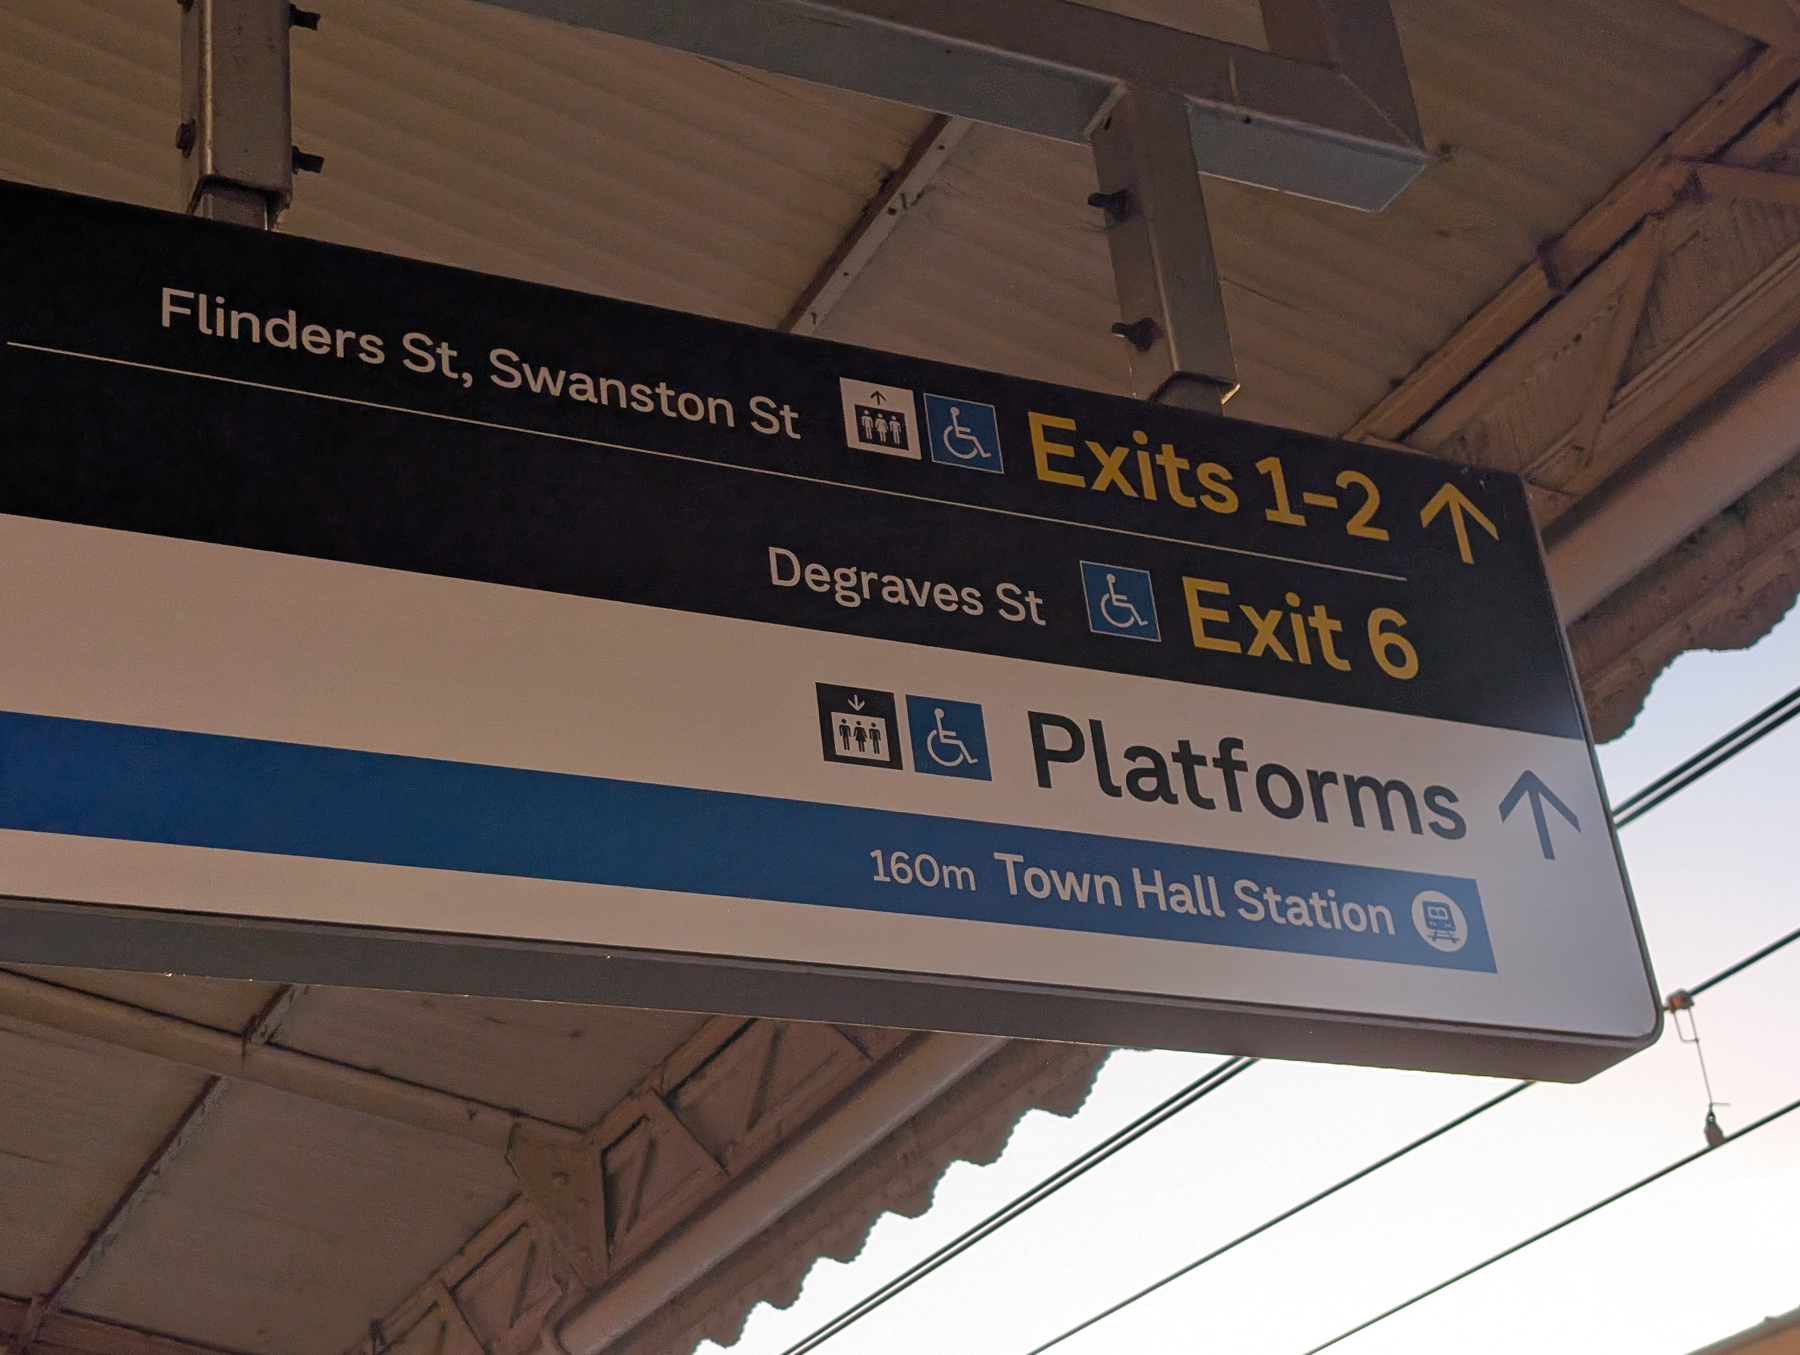 Flinders St, Swanston St Exits 1-2 ↑
Degraves St Exit 6
Platforms ↑
160m Town Hall Station